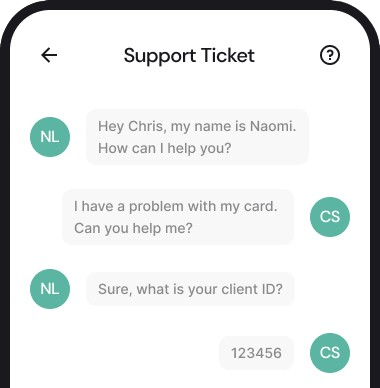 Support Ticket
NL
Hey Chris, my name is Naomi.
How can I help you?
I have a problem with my card.
Can you help me?
CS
NL
Sure, what is your client ID?
123456
CS